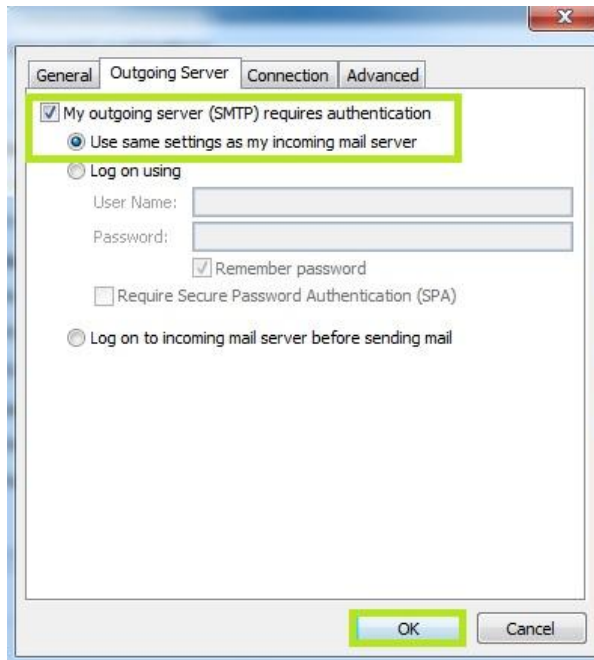 General Outgoing Server Connection Advanced
My outgoing server (SMTP) requires authentication
Use same settings as my incoming mail server
Log on using
User Name:
Password:
Remember password
Require Secure Password Authentication (SPA)
Log on to incoming mail server before sending mail
OK Cancel